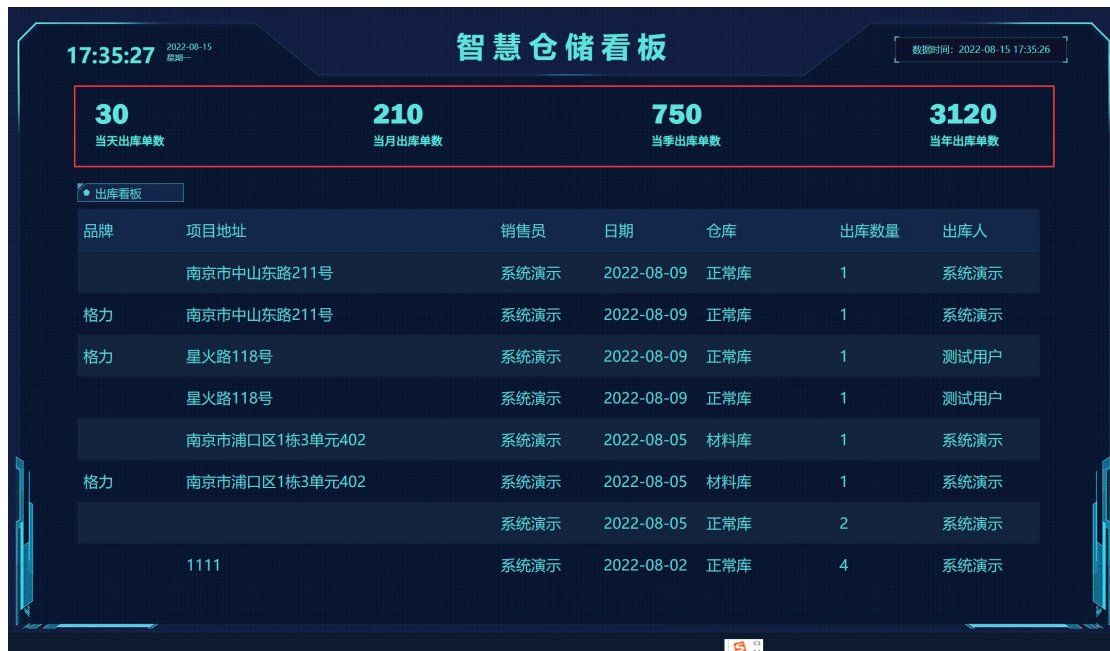 智慧仓储看板
17:35:27 2022-08-15
星期一
数据时间：2022-08-15 17:35:26
30 210 750 3120
当天出库单数 当月出库单数 当季出库单数 当年出库单数
出库看板
品牌 项目地址 销售员 日期 仓库 出库数量 出库人
南京市中山东路211号 系统演示 2022-08-09 正常库 1 系统演示
格力 南京市中山东路211号 系统演示 2022-08-09 正常库 1 系统演示
格力 星火路118号 系统演示 2022-08-09 正常库 1 测试用户
星火路118号 系统演示 2022-08-09 正常库 1 测试用户
南京市浦口区1栋3单元402 系统演示 2022-08-05 材料库 1 系统演示
格力 南京市浦口区1栋3单元402 系统演示 2022-08-05 材料库 1 系统演示
系统演示 2022-08-05 正常库 2 系统演示
1111 系统演示 2022-08-02 正常库 4 系统演示